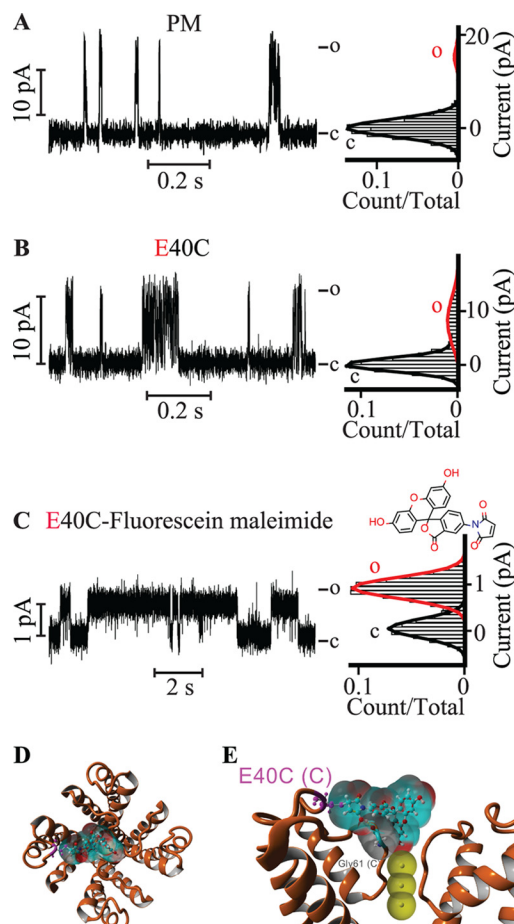 A
PM
10 pA
0.2 s
o
c
o
c
20
0
Current (pA)
0.1
0
Count/Total
B
E40C
10 pA
0.2 s
o
c
o
c
10
0
Current (pA)
0.1
0
Count/Total
C E40C-Fluorescein maleimide
HO
OH
O
O
O
N
O
O
1 pA
2 s
o
c
o
c
1
0
Current (pA)
0.1
0
Count/Total
D
E
E40C (C)
Gly61 (C